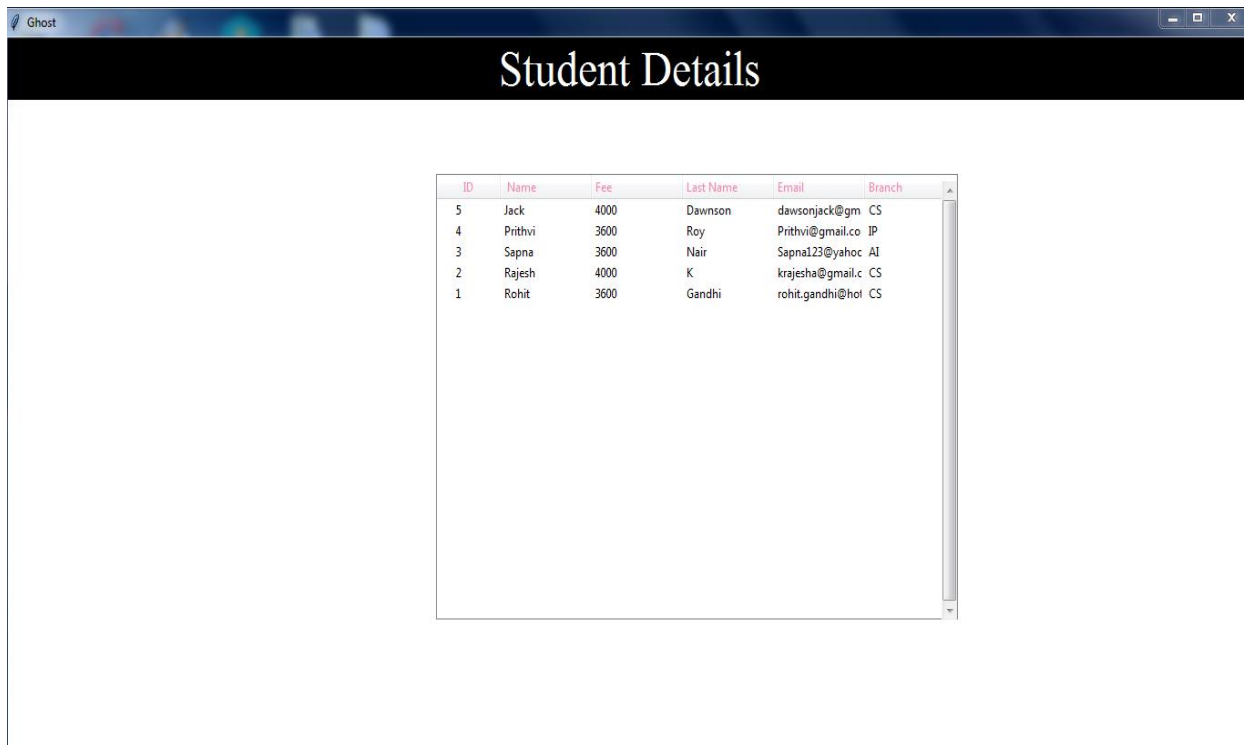 Ghost
Student Details
ID Name Fee Last Name Email Branch
5 Jack 4000 Dawnson dawsonjack@gm CS
4 Prithvi 3600 Roy Prithvi@gmail.co IP
3 Sapna 3600 Nair Sapna123@yahoc AI
2 Rajesh 4000 K krajesha@gmail.c CS
1 Rohit 3600 Gandhi rohit.gandhi@hot CS